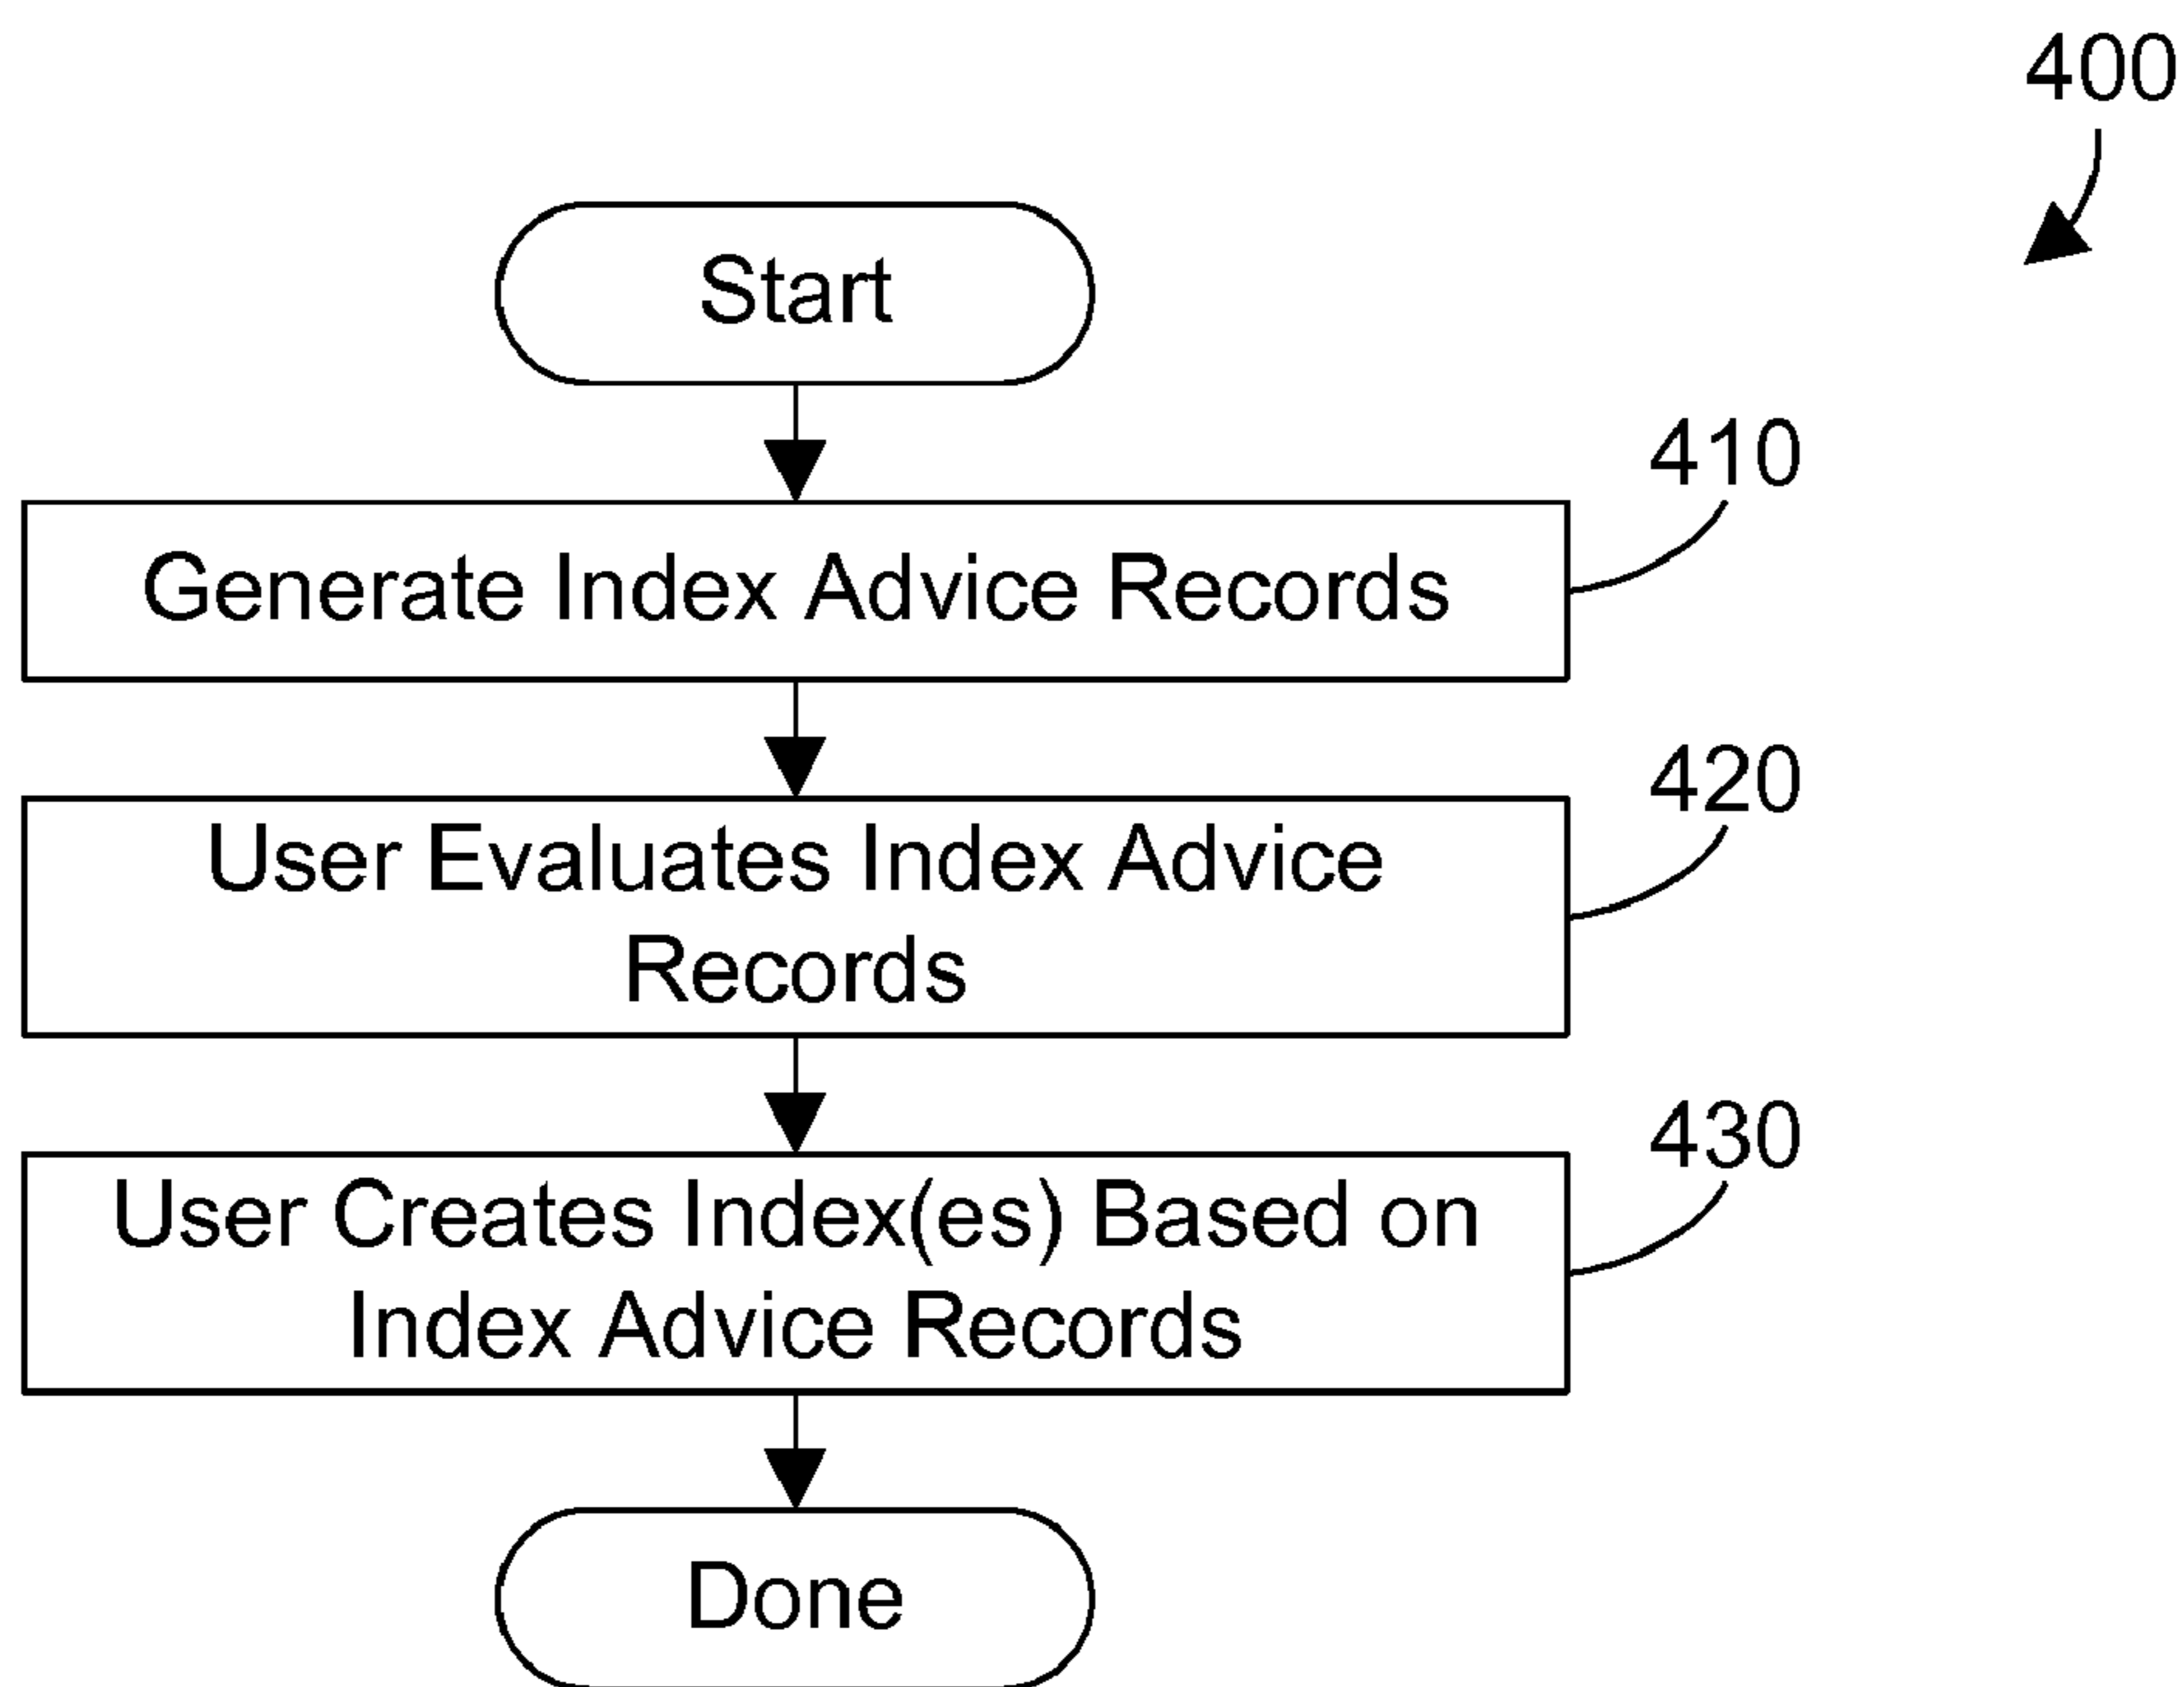 400
Start
410
Generate Index Advice Records
420
User Evaluates Index Advice
Records
430
User Creates Index(es) Based on
Index Advice Records
Done